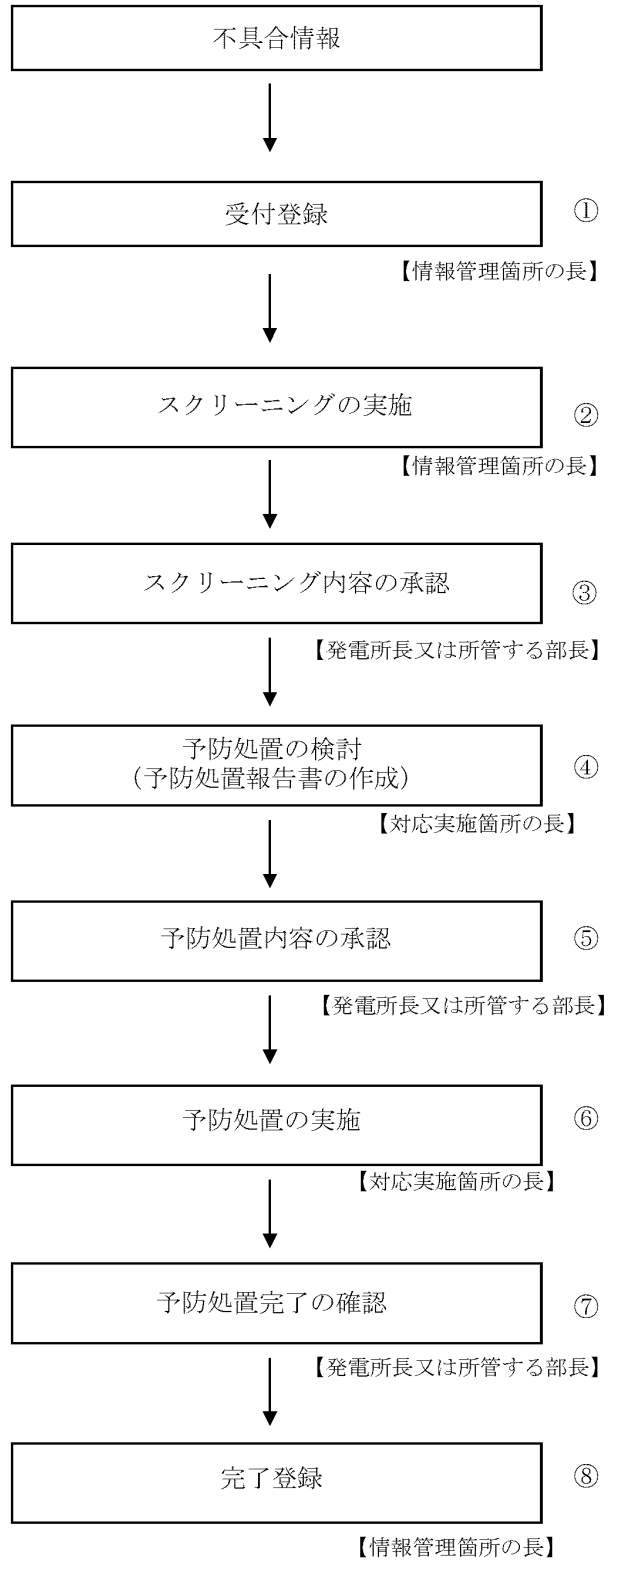 不具合情報
受付登録 ①
【情報管理箇所の長】
スクリーニングの実施 ②
【情報管理箇所の長】
スクリーニング内容の承認 ③
【発電所長又は所管する部長】
予防処置の検討
(予防処置報告書の作成) ④
【対応実施箇所の長】
予防処置内容の承認 ⑤
【発電所長又は所管する部長】
予防処置の実施 ⑥
【対応実施箇所の長】
予防処置完了の確認 ⑦
【発電所長又は所管する部長】
完了登録 ⑧
【情報管理箇所の長】